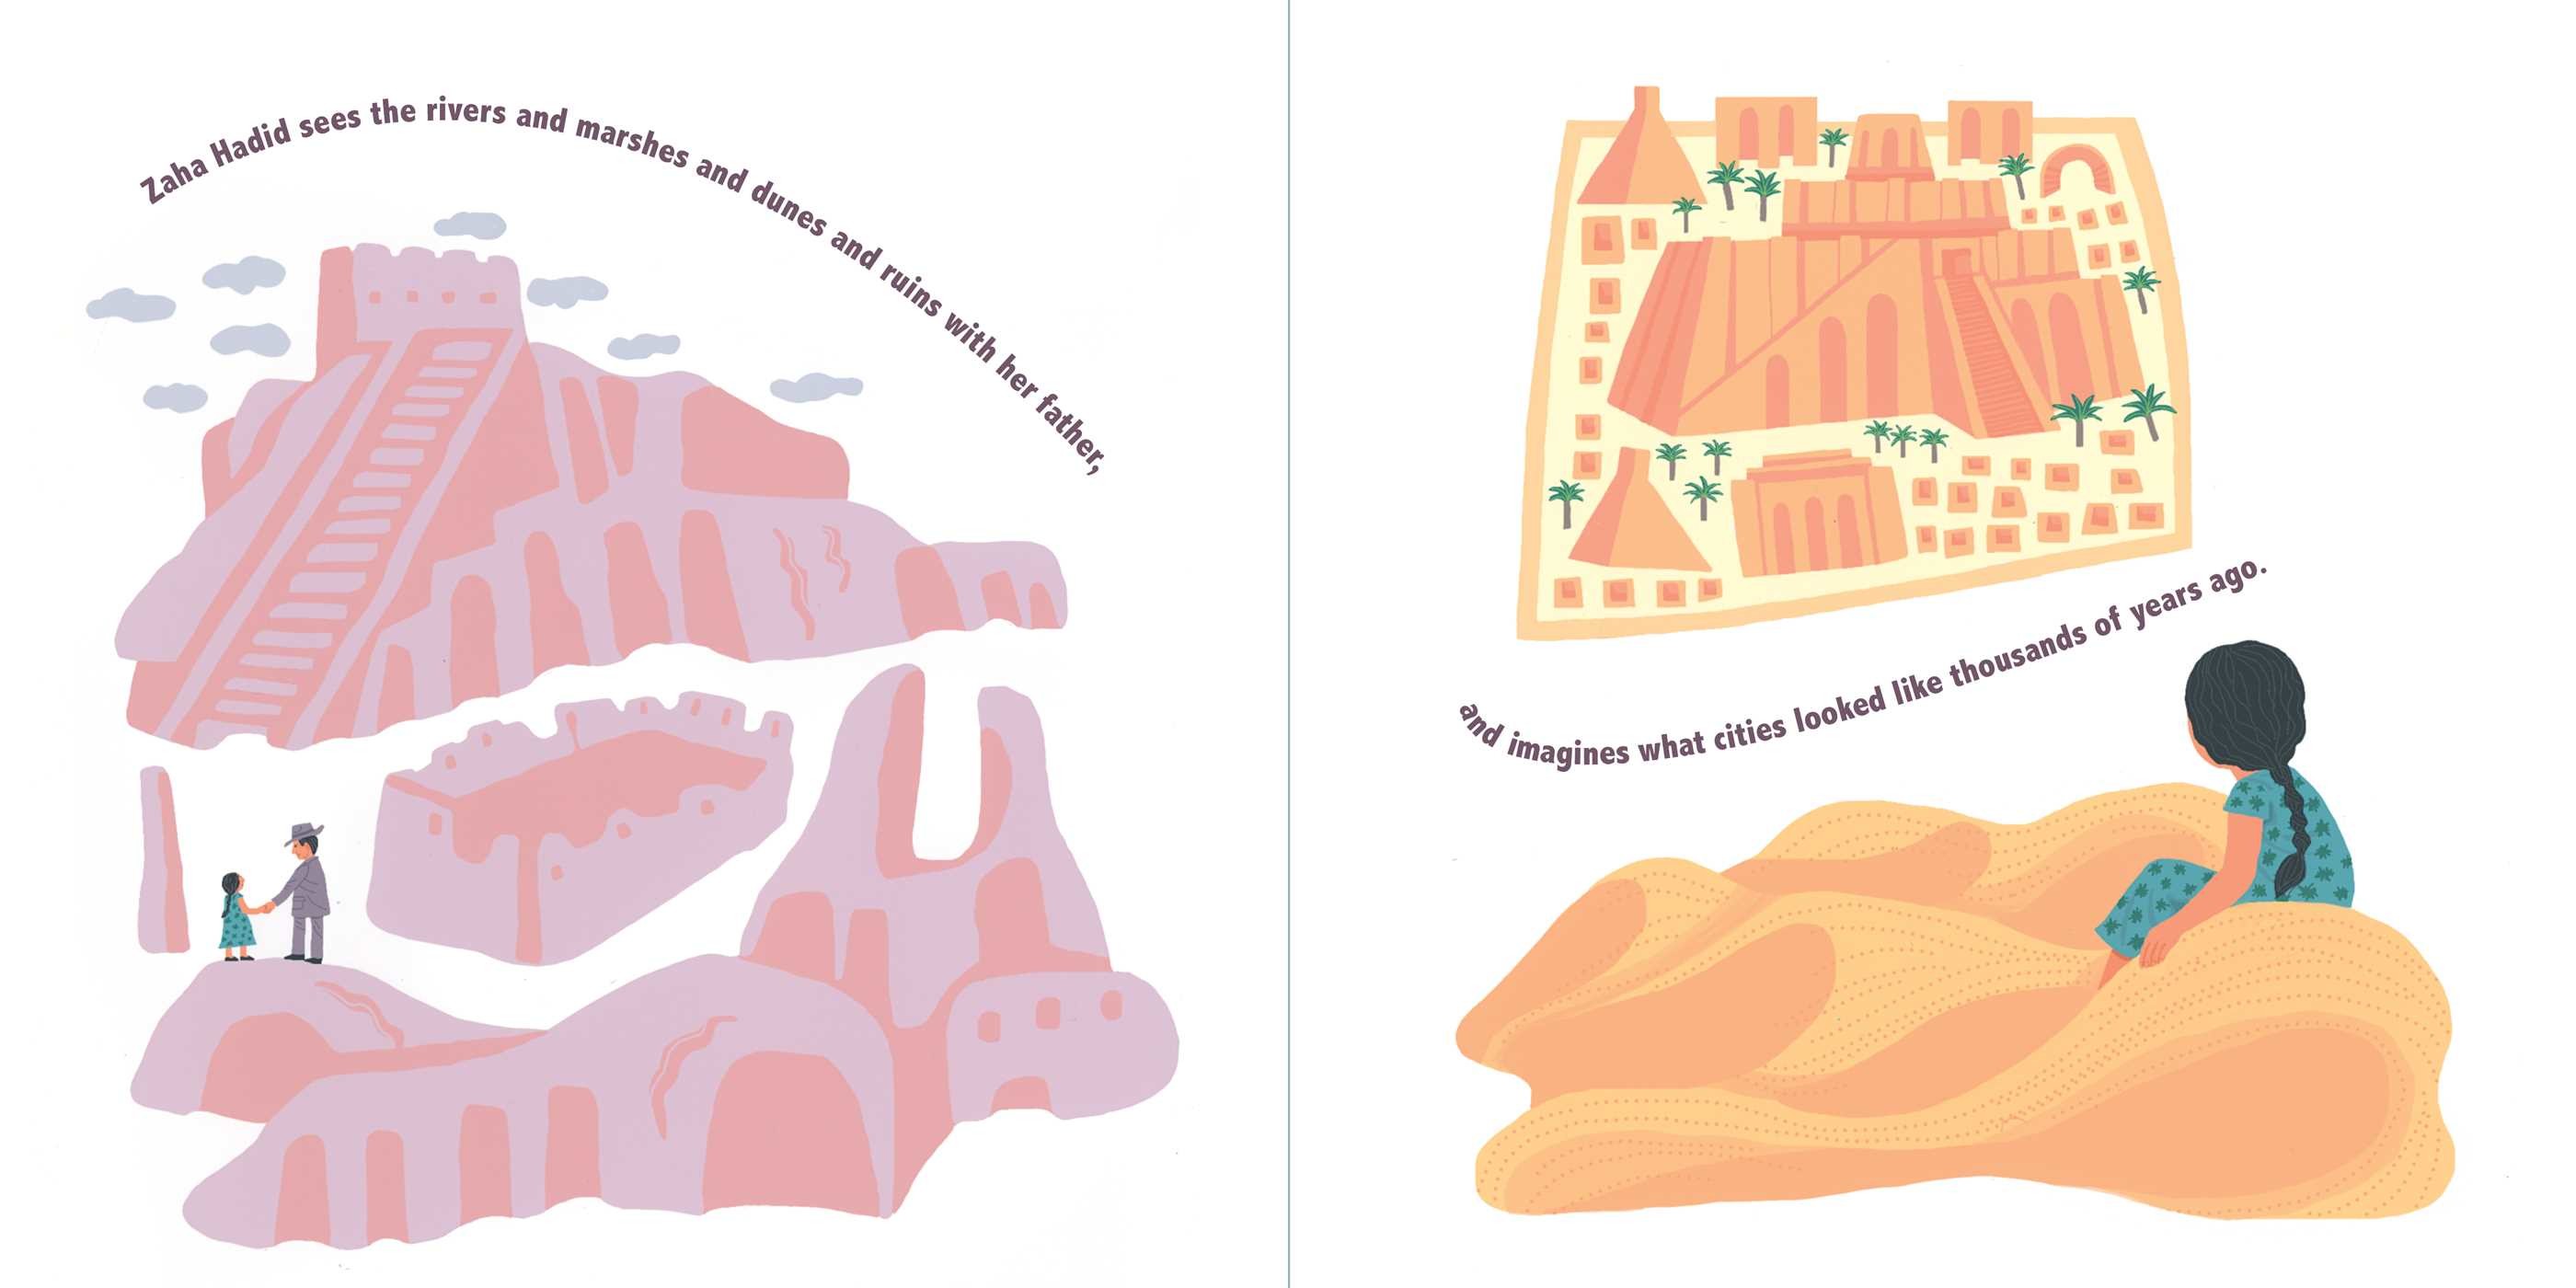 Zaha Hadid sees the rivers and marshes and dunes and ruins with her father,
and imagines what cities looked like thousands of years ago.